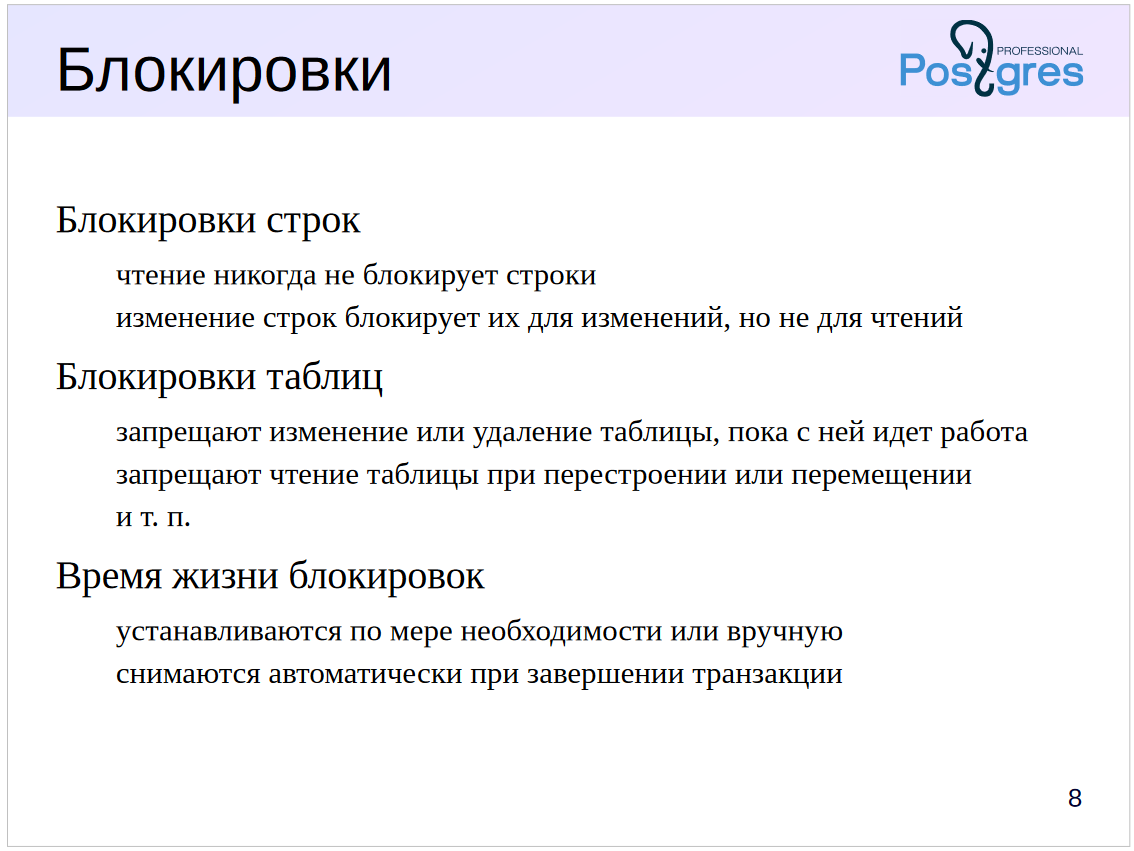 Блокировки
PROFESSIONAL
Postgres
Блокировки строк
чтение никогда не блокирует строки
изменение строк блокирует их для изменений, но не для чтений
Блокировки таблиц
запрещают изменение или удаление таблицы, пока с ней идет работа
запрещают чтение таблицы при перестроении или перемещении
и т. п.
Время жизни блокировок
устанавливаются по мере необходимости или вручную
снимаются автоматически при завершении транзакции
8